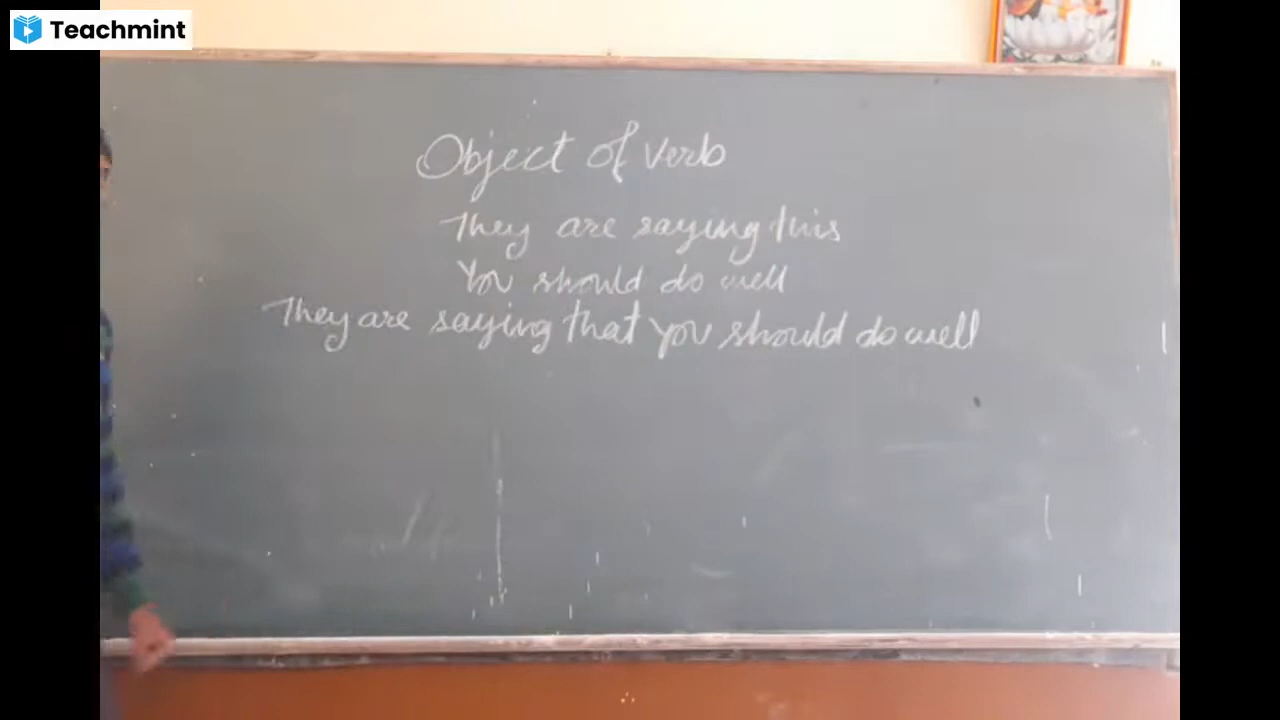 Teachmint
Object of verb
They are saying this
You should do well
They are saying that you should do well